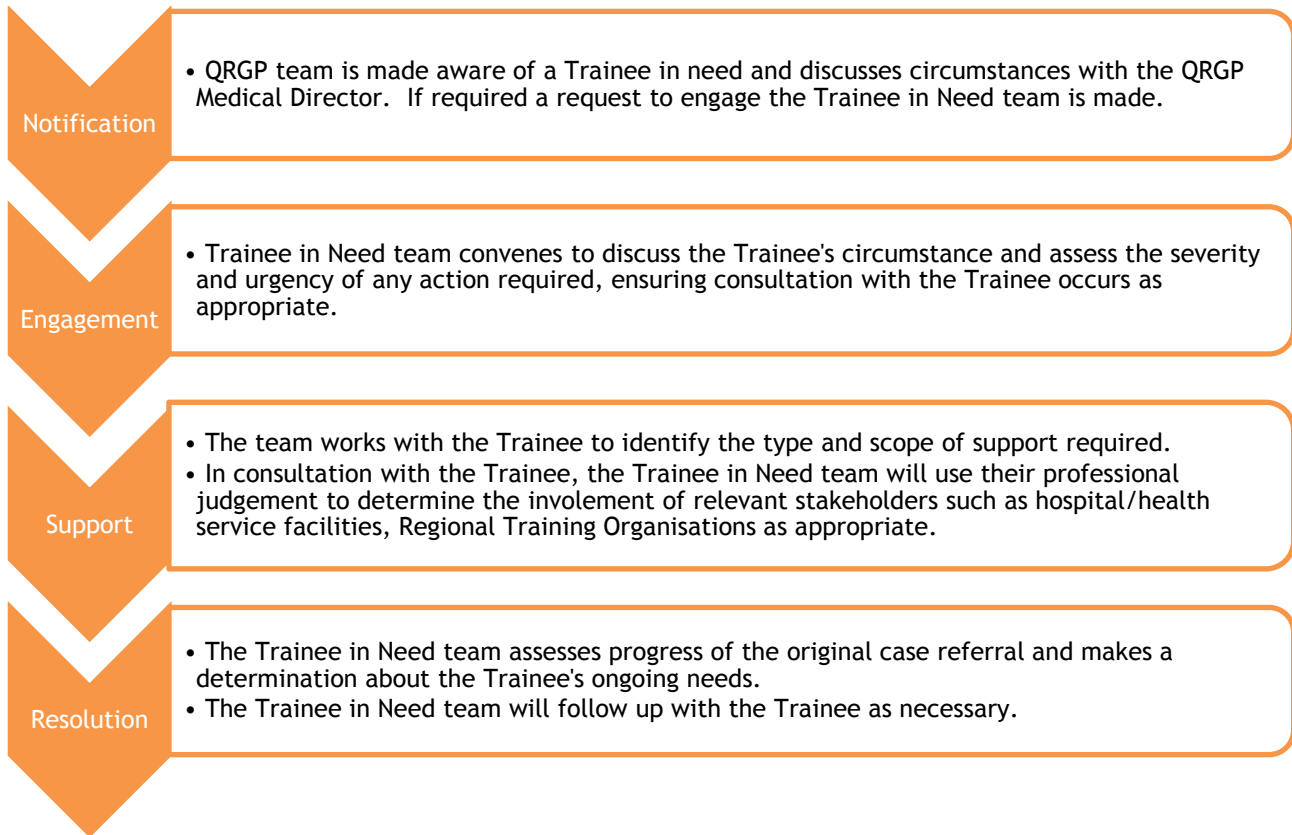 Notification
• QRGP team is made aware of a Trainee in need and discusses circumstances with the QRGP
Medical Director.  If required a request to engage the Trainee in Need team is made.
Engagement
• Trainee in Need team convenes to discuss the Trainee's circumstance and assess the severity
and urgency of any action required, ensuring consultation with the Trainee occurs as
appropriate.
Support
• The team works with the Trainee to identify the type and scope of support required.
• In consultation with the Trainee, the Trainee in Need team will use their professional
judgement to determine the involement of relevant stakeholders such as hospital/health
service facilities, Regional Training Organisations as appropriate.
Resolution
• The Trainee in Need team assesses progress of the original case referral and makes a
determination about the Trainee's ongoing needs.
• The Trainee in Need team will follow up with the Trainee as necessary.